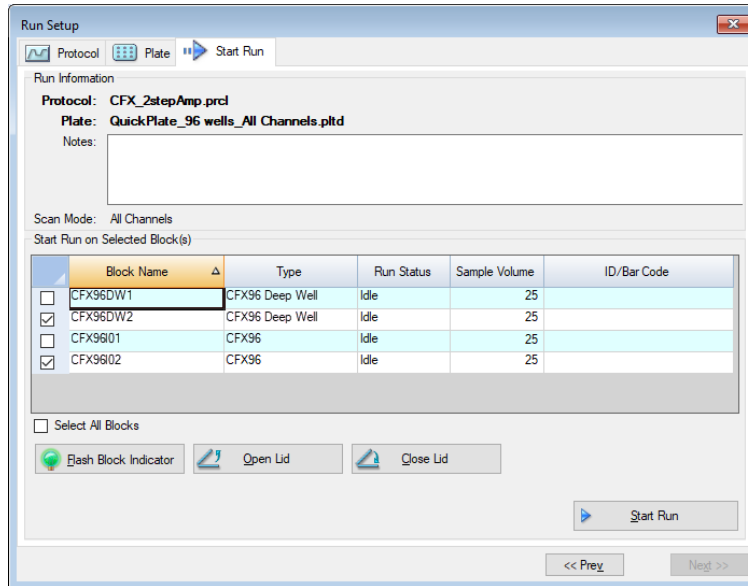 Run Setup
Protocol Plate Start Run
Run Information
Protocol: CFX_2stepAmp.prcl
Plate: QuickPlate_96 wells_All Channels.pltd
Notes:
Scan Mode: All Channels
Start Run on Selected Block(s)
Block Name Type Run Status Sample Volume ID/Bar Code
CFX96DW1 CFX96 Deep Well Idle 25
CFX96DW2 CFX96 Deep Well Idle 25
CFX96I01 CFX96 Idle 25
CFX96I02 CFX96 Idle 25
Select All Blocks
Flash Block Indicator Open Lid Close Lid
Start Run
<< Prev Next >>